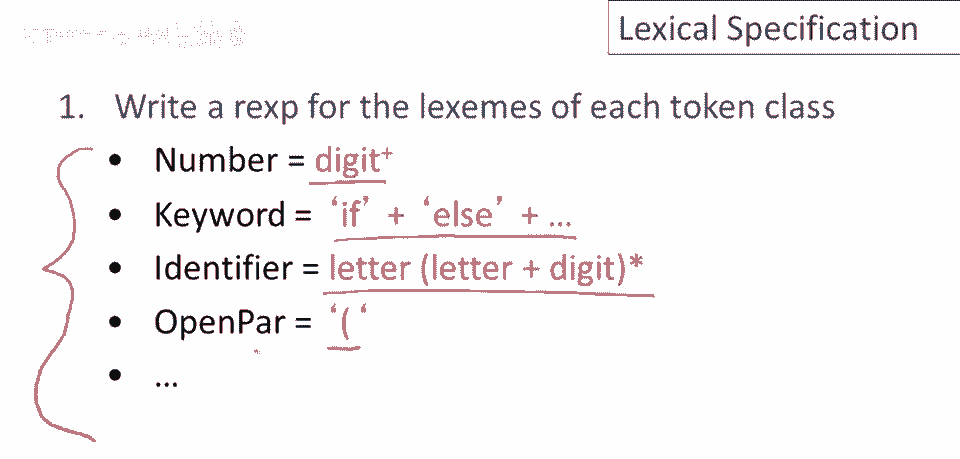 Lexical Specification
1. Write a rexp for the lexemes of each token class
• Number = digit⁺
• Keyword = ‘if’ + ‘else’ + ...
• Identifier = letter (letter + digit)*
• OpenPar = ‘(‘
• ...